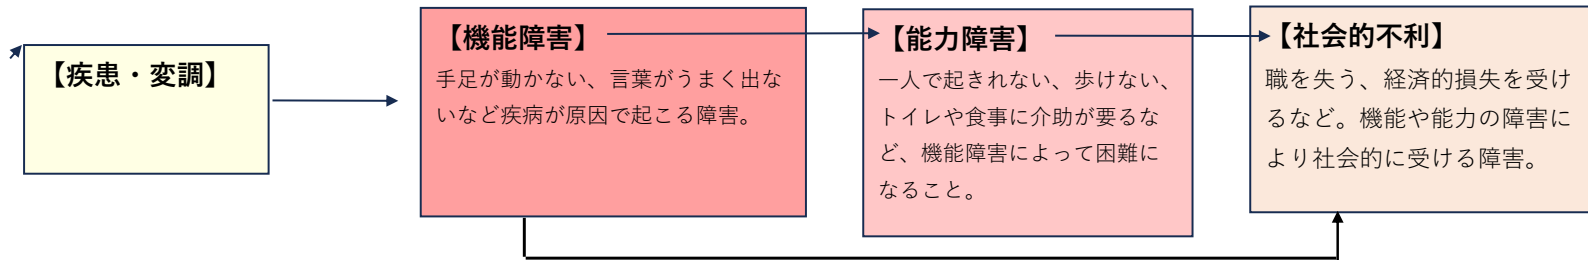 【疾患・変調】
【機能障害】
手足が動かない、言葉がうまく出な
いなど疾病が原因で起こる障害。
【能力障害】
一人で起きれない、歩けない、
トイレや食事に介助が要るな
ど、機能障害によって困難に
なること。
【社会的不利】
職を失う、経済的損失を受け
るなど。機能や能力の障害に
より社会的に受ける障害。